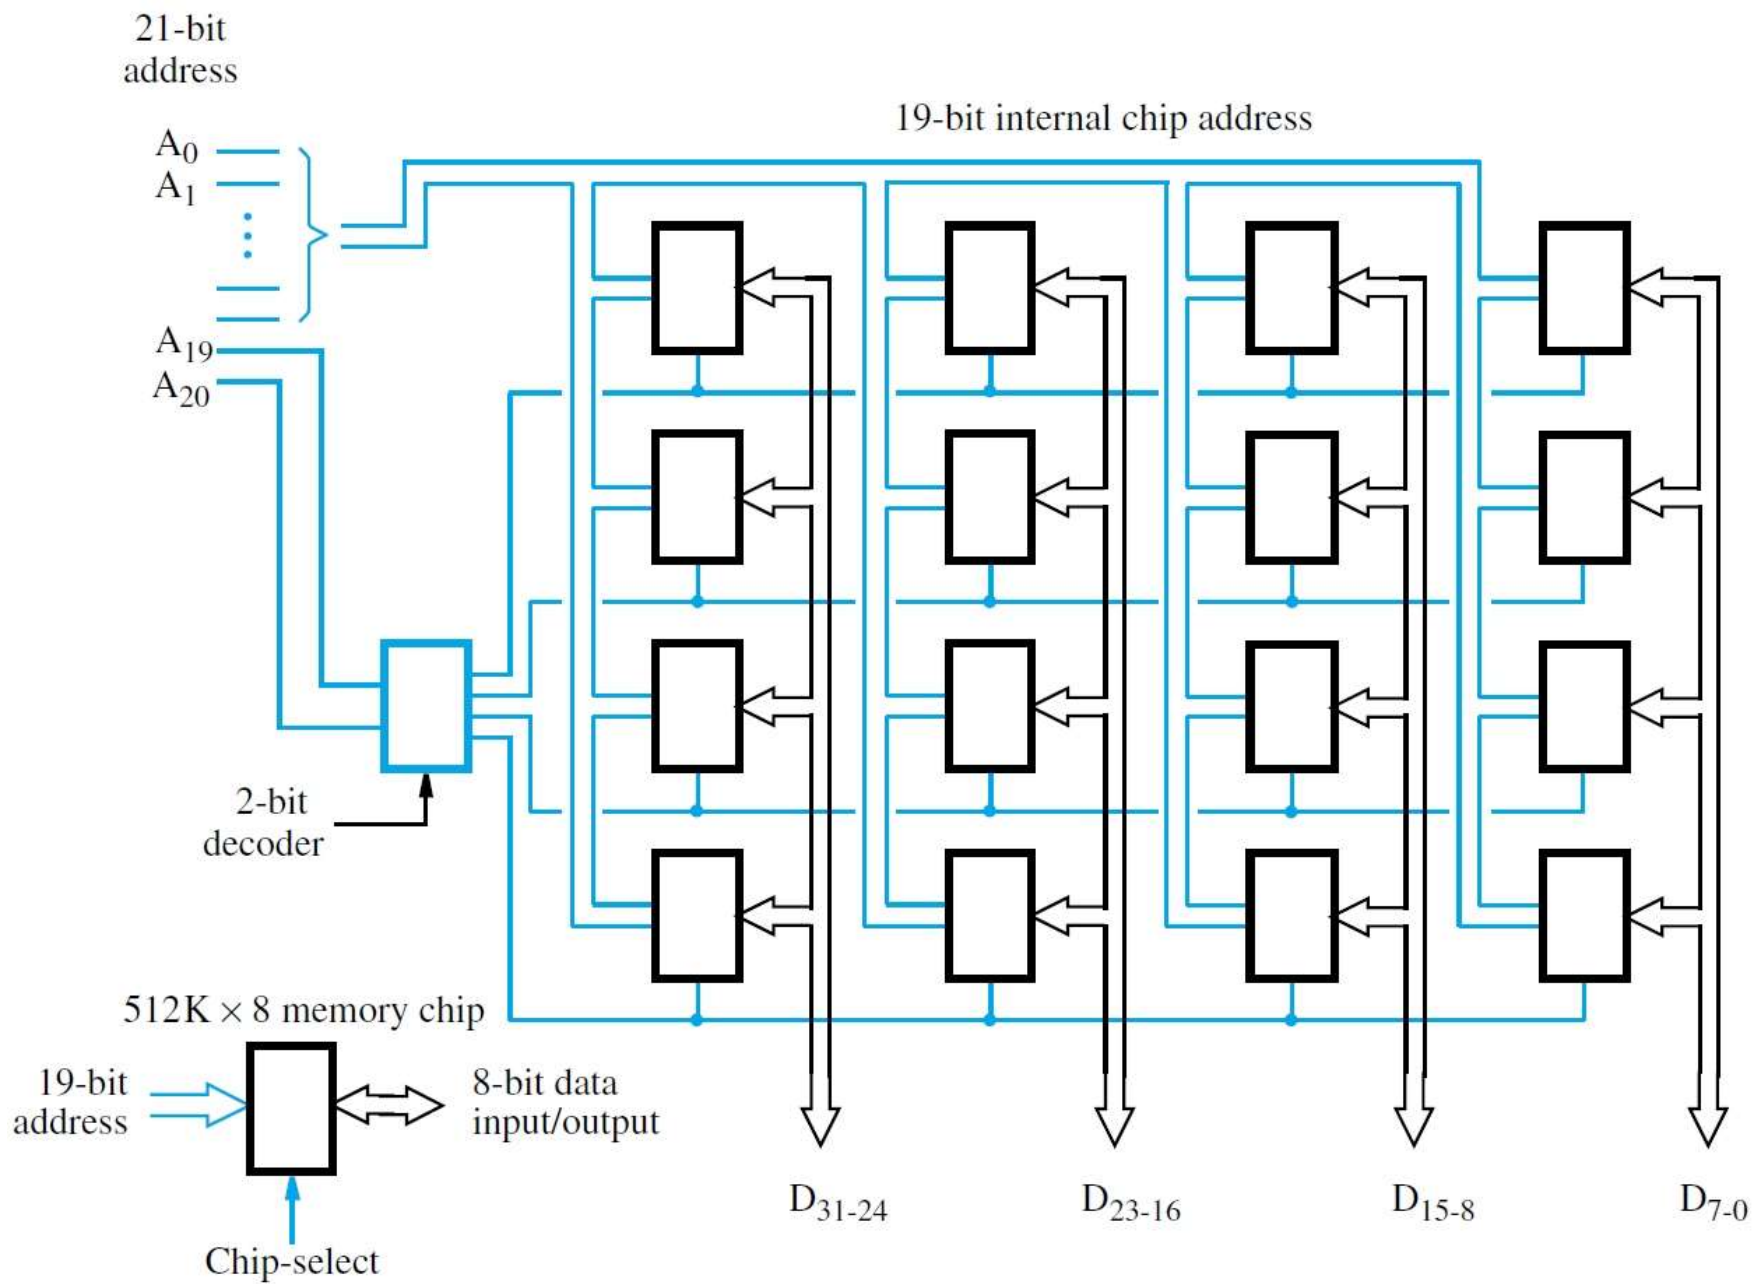 21-bit
address
19-bit internal chip address
A0
A1
A19
A20
2-bit
decoder
512K × 8 memory chip
19-bit
address
8-bit data
input/output
Chip-select
D31-24
D23-16
D15-8
D7-0